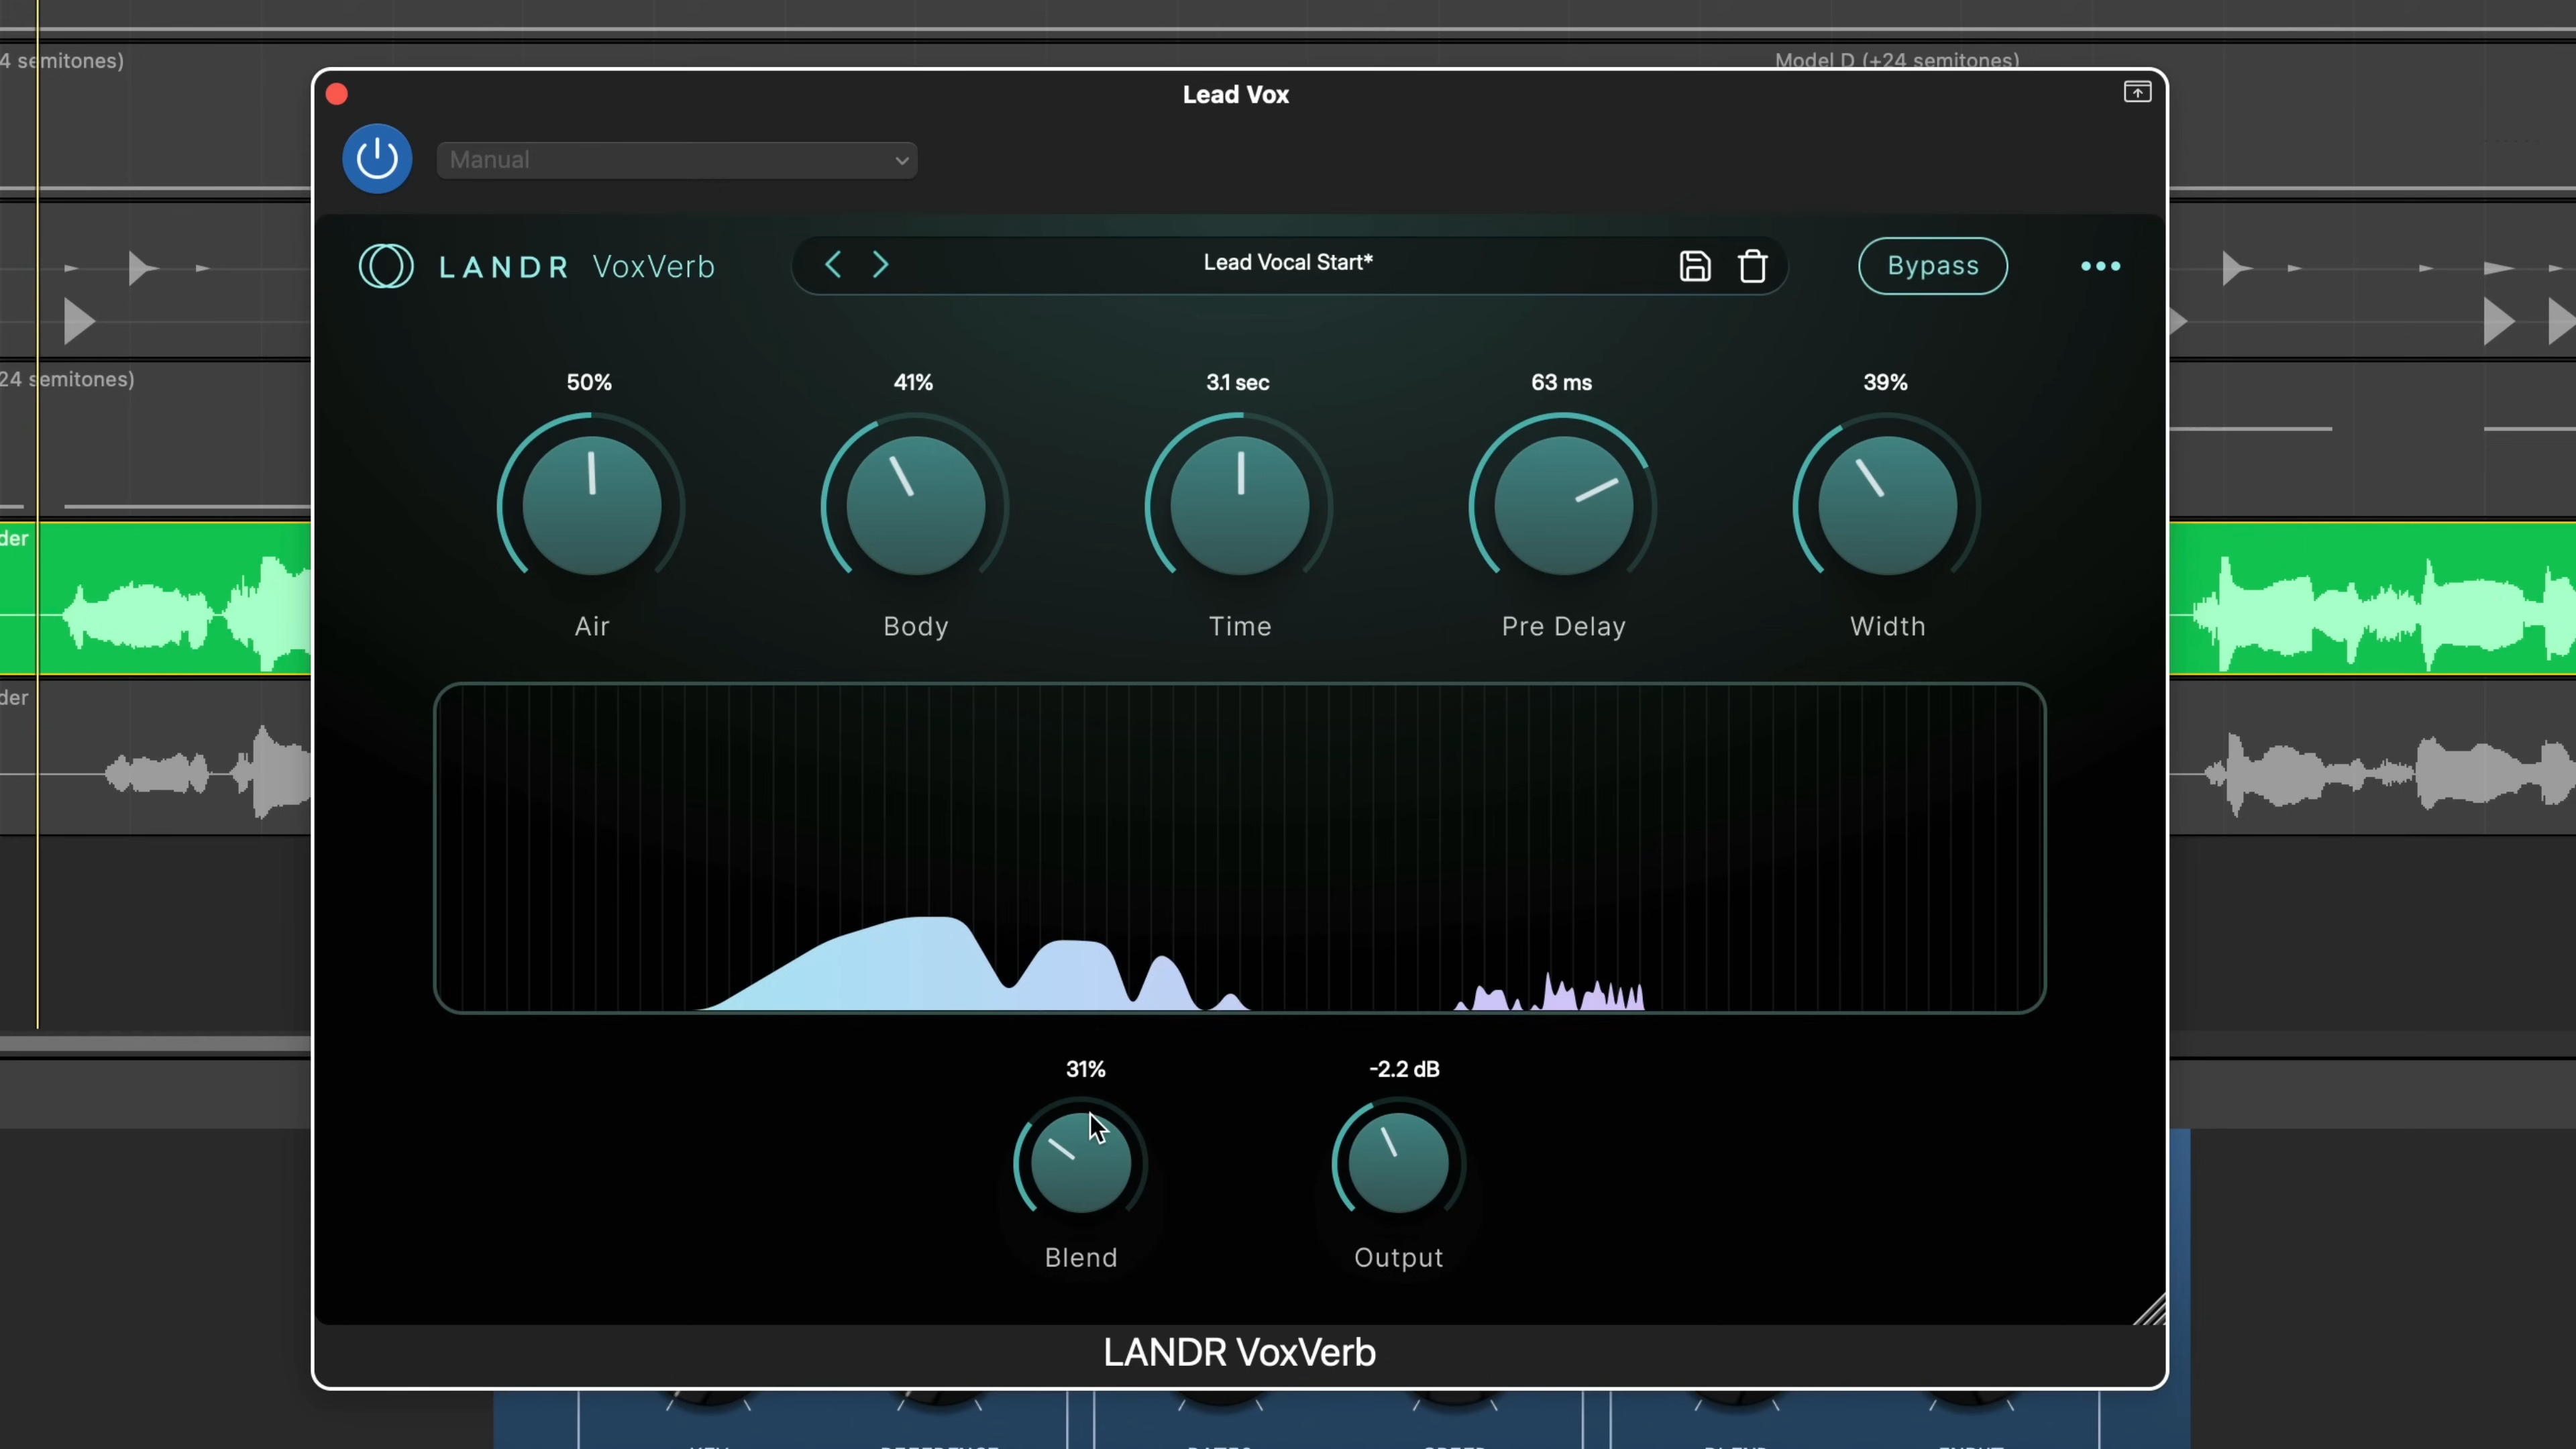 4 semitones)
Model D (+24 semitones)
Lead Vox
Manual
LANDR VoxVerb
Lead Vocal Start*
Bypass
24 semitones)
50%
41%
3.1 sec
63 ms
39%
der
Air
Body
Time
Pre Delay
Width
der
31%
-2.2 dB
Blend
Output
LANDR VoxVerb